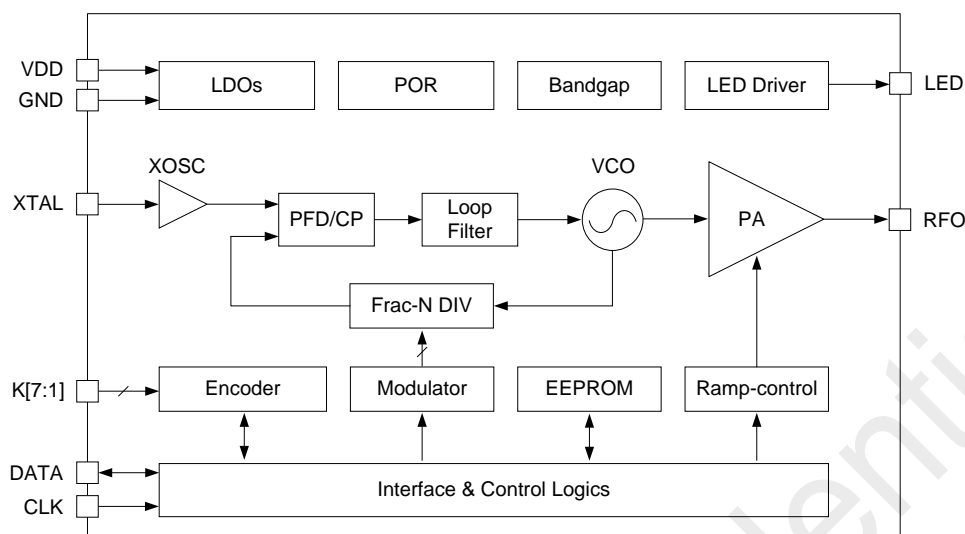 VDD
GND
LDOs
POR
Bandgap
LED Driver
LED
XOSC
VCO
XTAL
PFD/CP
Loop
Filter
PA
RFO
Frac-N DIV
K[7:1]
Encoder
Modulator
EEPROM
Ramp-control
DATA
CLK
Interface & Control Logics